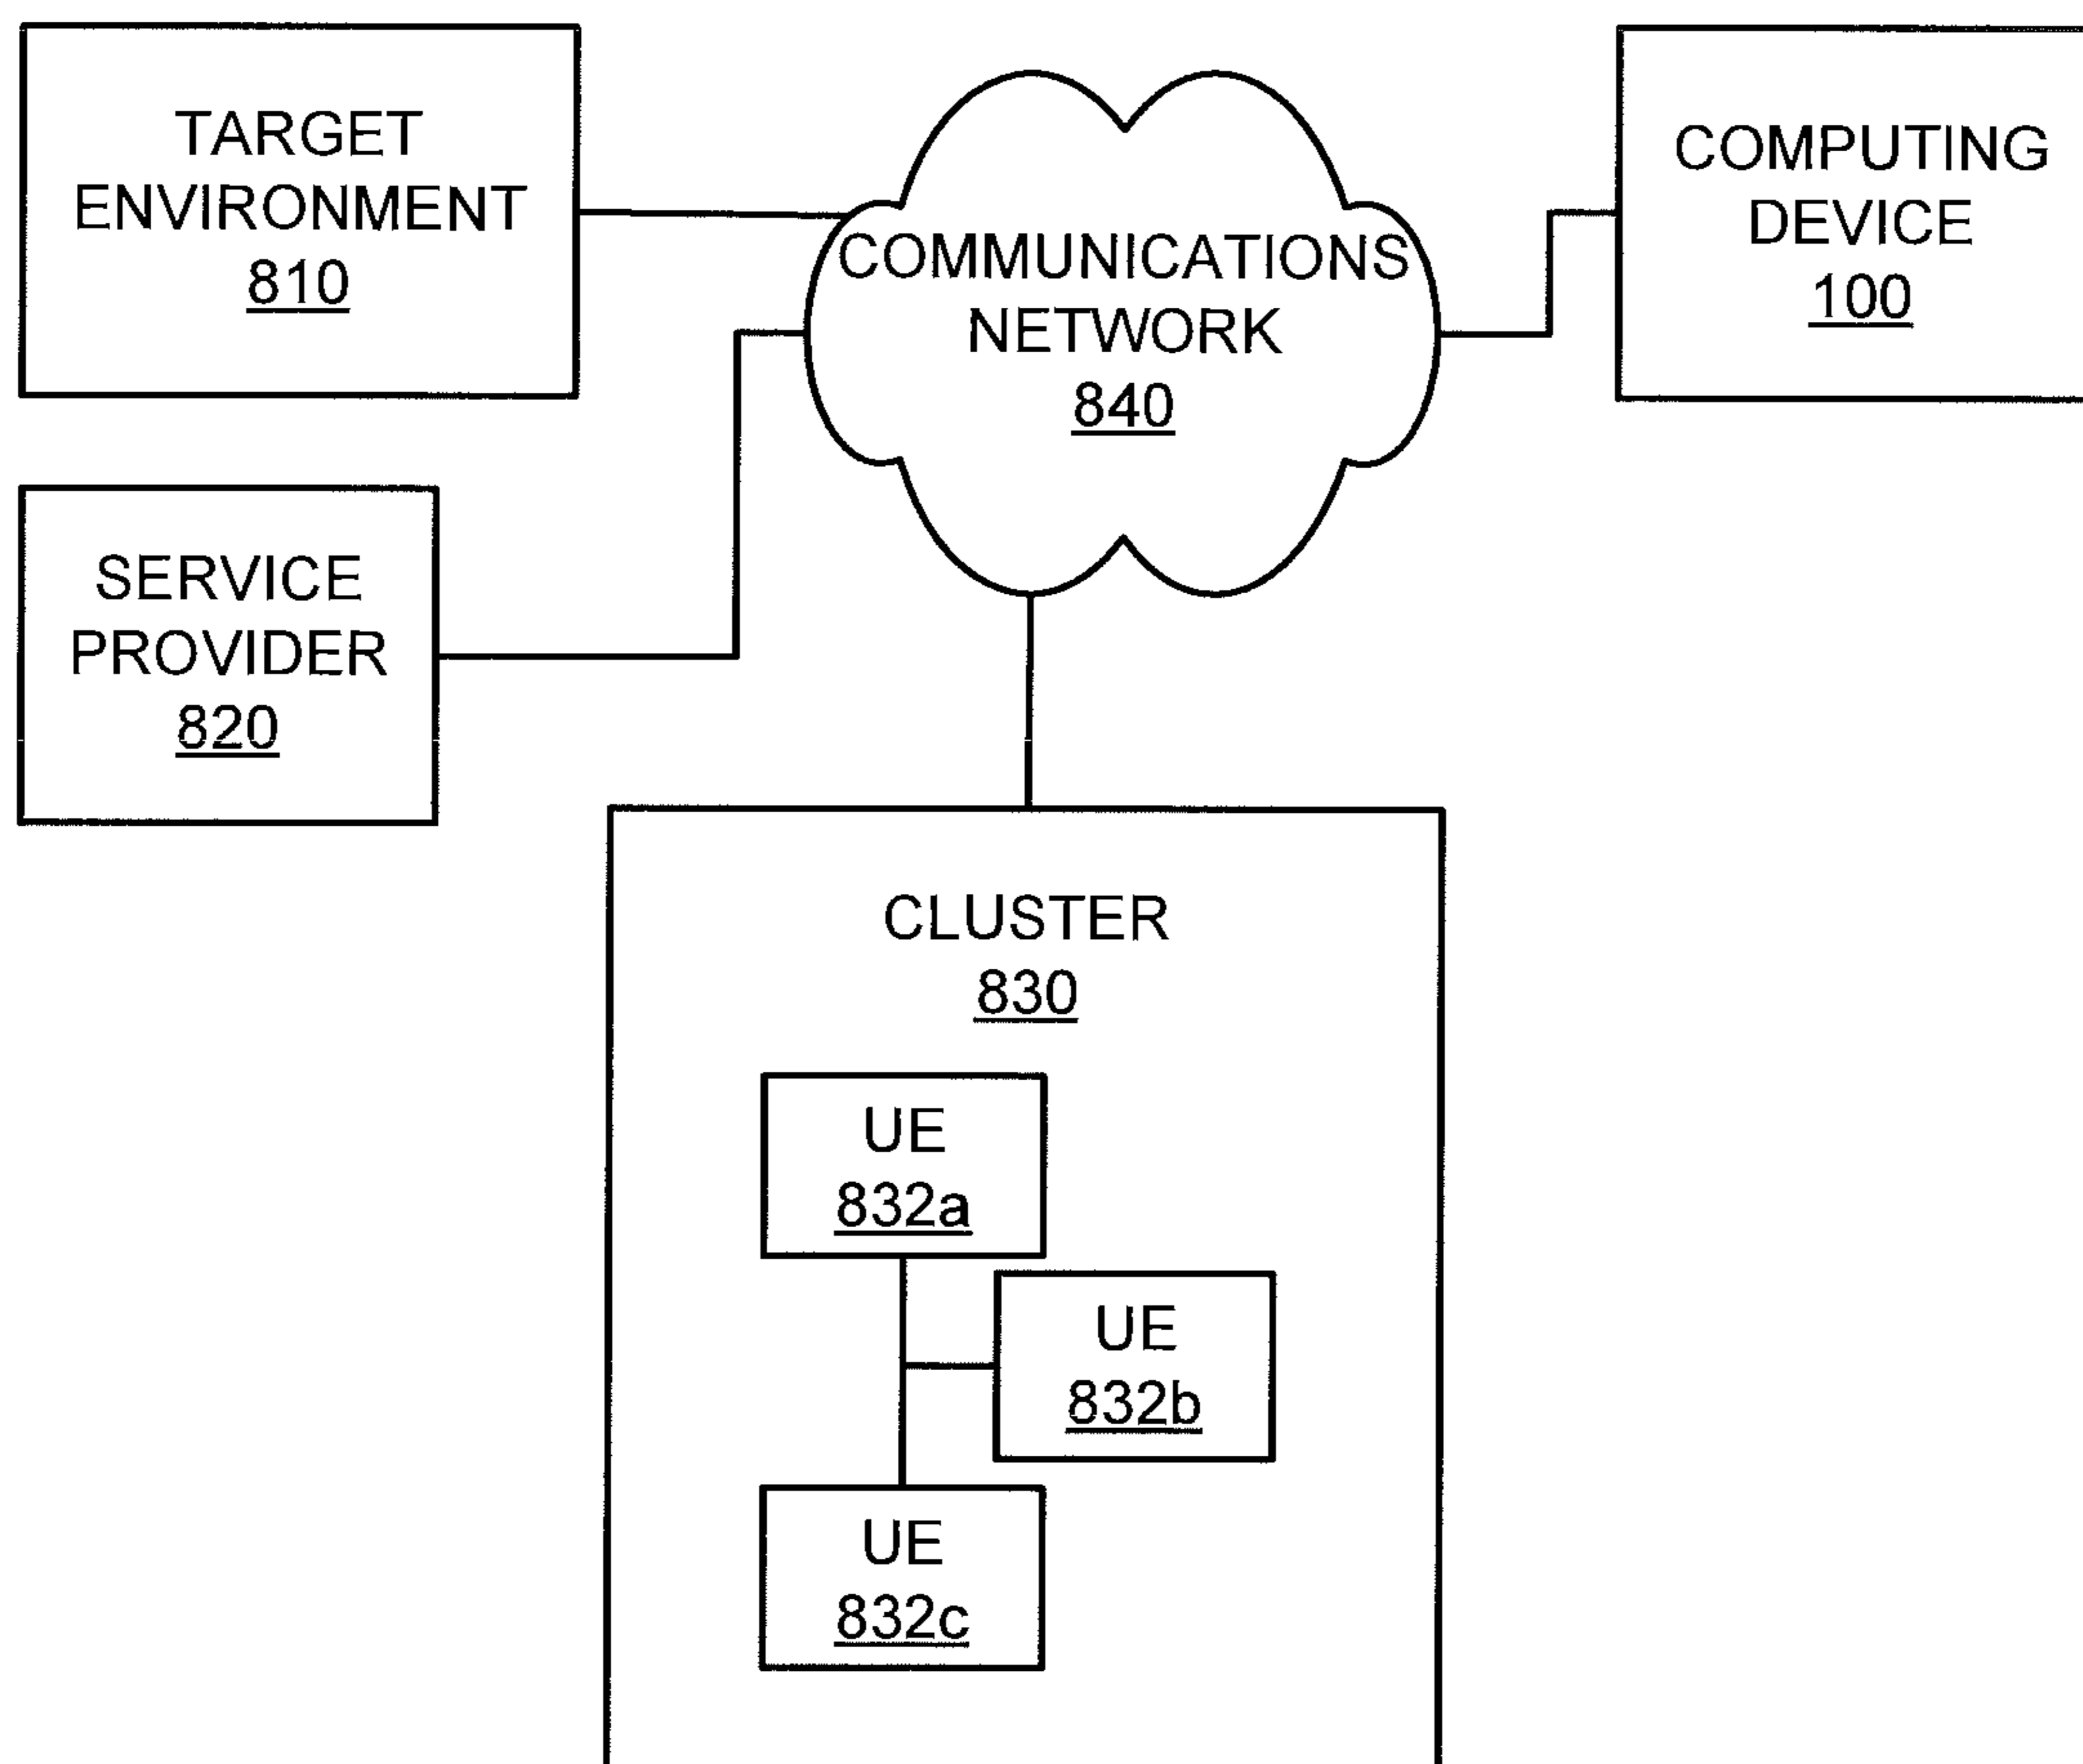 TARGET
ENVIRONMENT
810
COMMUNICATIONS
NETWORK
840
COMPUTING
DEVICE
100
SERVICE
PROVIDER
820
CLUSTER
830
UE
832a
UE
832b
UE
832c